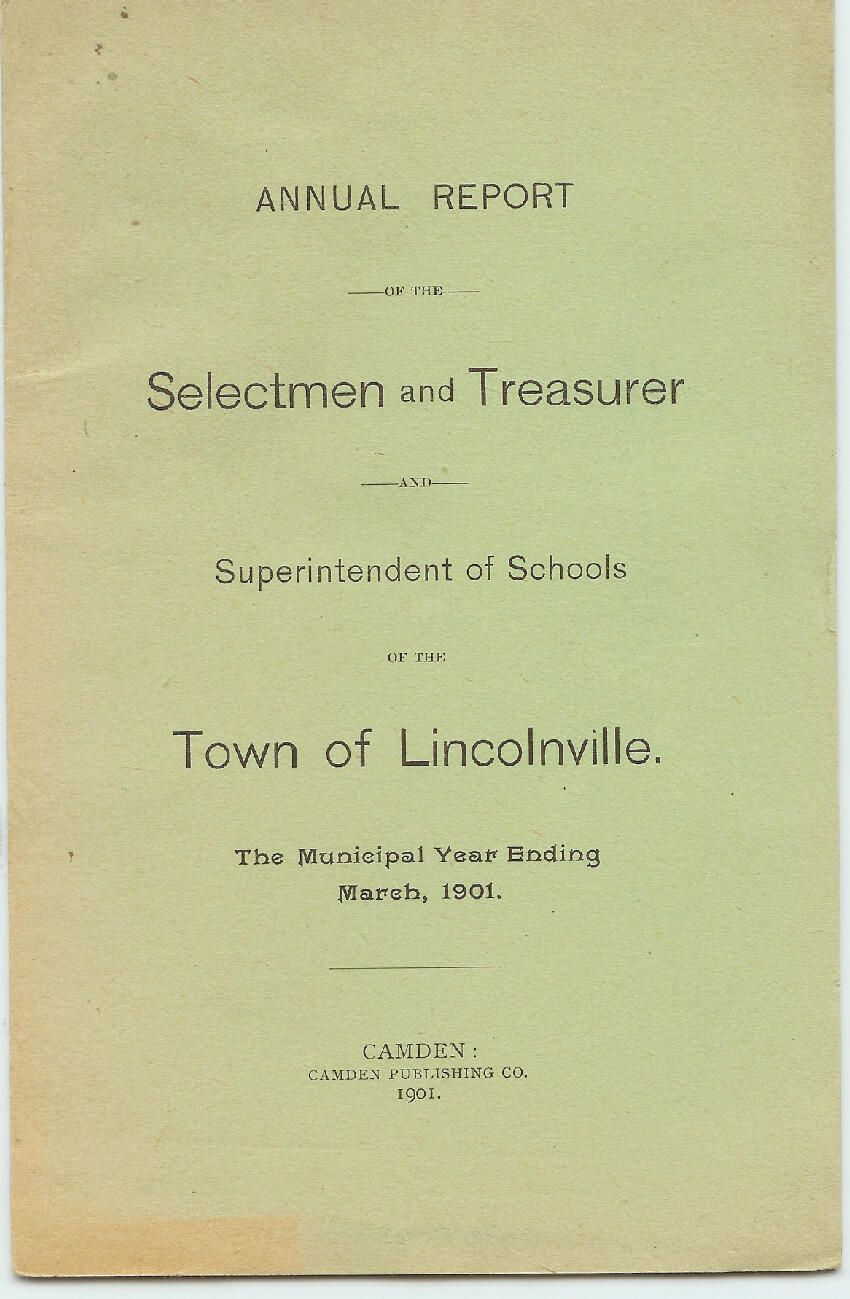 ANNUAL REPORT
OF THE
Selectmen and Treasurer
AND
Superintendent of Schools
OF THE
Town of Lincolnville.
The Municipal Year Ending
March, 1901.
CAMDEN:
CAMDEN PUBLISHING CO.
1901.